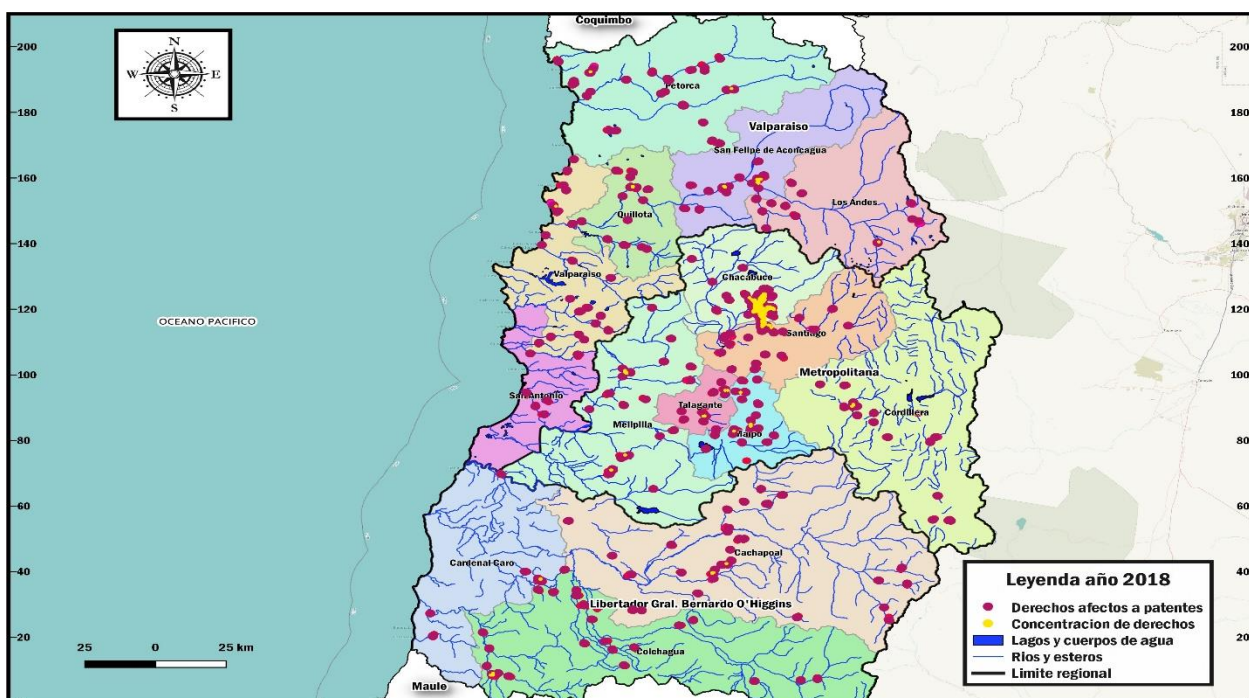 Coquimbo
200
200
N
W E
S
Petorca
180
180
Valparaiso
San Felipe de Aconcagua
160
160
Los Andes
Quillota
140
140
Valparaiso
Chacabuco
120
120
OCEANO PACIFICO
Santiago
100
100
Metropolitana
San Antonio
Talagante
Cordillera
Melipilla
80
80
Maipo
60
60
Cachapoal
Cardenal Caro
40
40
Libertador Gral. Bernardo O'Higgins
20
20
Colchagua
25 0 25 km
Maule
Leyenda año 2018
Derechos afectos a patentes
Concentracion de derechos
Lagos y cuerpos de agua
Rios y esteros
Limite regional